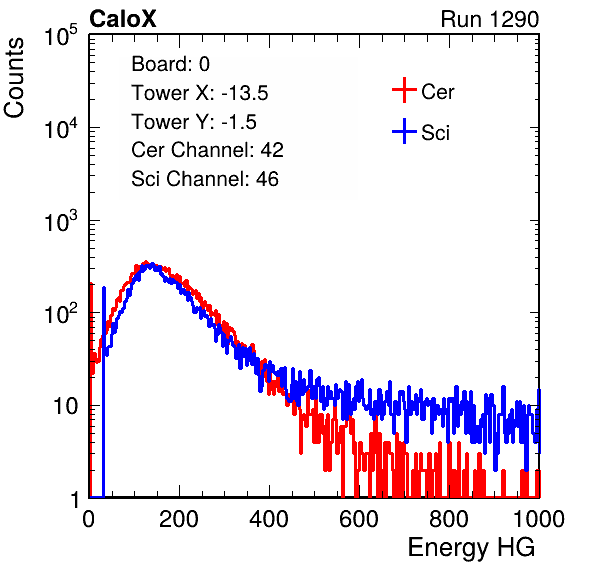 CaloX Run 1290
Counts
Board: 0
Tower X: -13.5
Tower Y: -1.5
Cer Channel: 42
Sci Channel: 46
Cer
Sci
10^5
10^4
10^3
10^2
10
1
0 200 400 600 800 1000
Energy HG